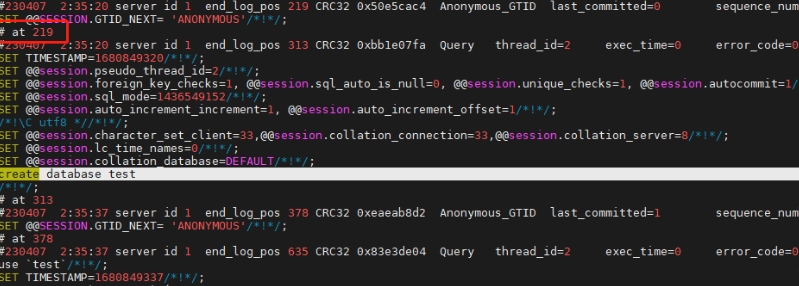 #230407  2:35:20 server id 1  end_log_pos 219 CRC32 0x50e5cac4  Anonymous_GTID  last_committed=0        sequence_num
SET @@SESSION.GTID_NEXT= 'ANONYMOUS'/*!*/;
# at 219
#230407  2:35:20 server id 1  end_log_pos 313 CRC32 0xbb1e07fa  Query   thread_id=2     exec_time=0     error_code=0
SET TIMESTAMP=1680849320/*!*/;
SET @@session.pseudo_thread_id=2/*!*/;
SET @@session.foreign_key_checks=1, @@session.sql_auto_is_null=0, @@session.unique_checks=1, @@session.autocommit=1/
SET @@session.sql_mode=1436549152/*!*/;
SET @@session.auto_increment_increment=1, @@session.auto_increment_offset=1/*!*/;
/*!\C utf8 *//*!*/;
SET @@session.character_set_client=33,@@session.collation_connection=33,@@session.collation_server=8/*!*/;
SET @@session.lc_time_names=0/*!*/;
SET @@session.collation_database=DEFAULT/*!*/;
create database test
/*!*/;
# at 313
#230407  2:35:37 server id 1  end_log_pos 378 CRC32 0xeaeab8d2  Anonymous_GTID  last_committed=1        sequence_num
SET @@SESSION.GTID_NEXT= 'ANONYMOUS'/*!*/;
# at 378
#230407  2:35:37 server id 1  end_log_pos 635 CRC32 0x83e3de04  Query   thread_id=2     exec_time=0     error_code=0
use `test`/*!*/;
SET TIMESTAMP=1680849337/*!*/;